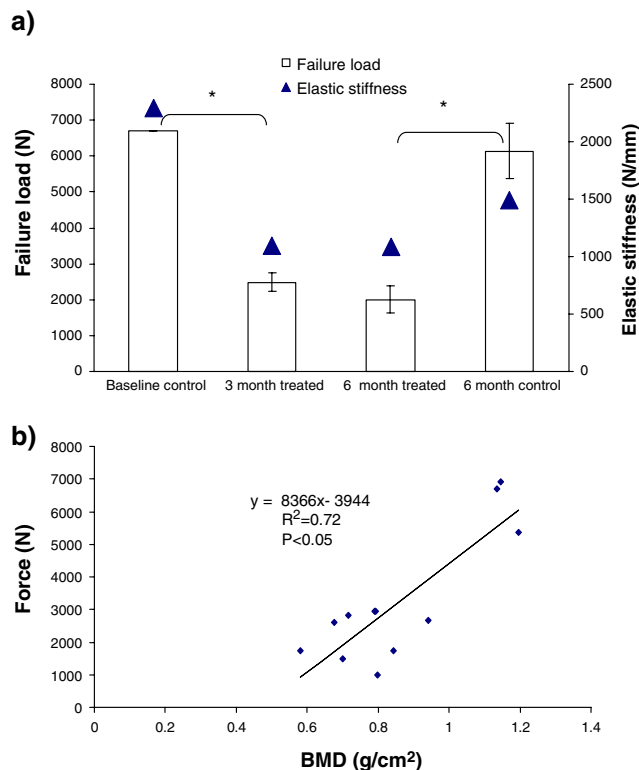 a)
Failure load
Elastic stiffness
8000
7000
6000
5000
4000
3000
2000
1000
0
Failure load (N)
*
*
2500
2000
1500
1000
500
0
Elastic stiffness (N/mm)
Baseline control
3 month treated
6 month treated
6 month control
b)
8000
7000
6000
5000
4000
3000
2000
1000
0
Force (N)
y = 8366x- 3944
R²=0.72
P<0.05
0
0.2
0.4
0.6
0.8
1
1.2
1.4
BMD (g/cm²)